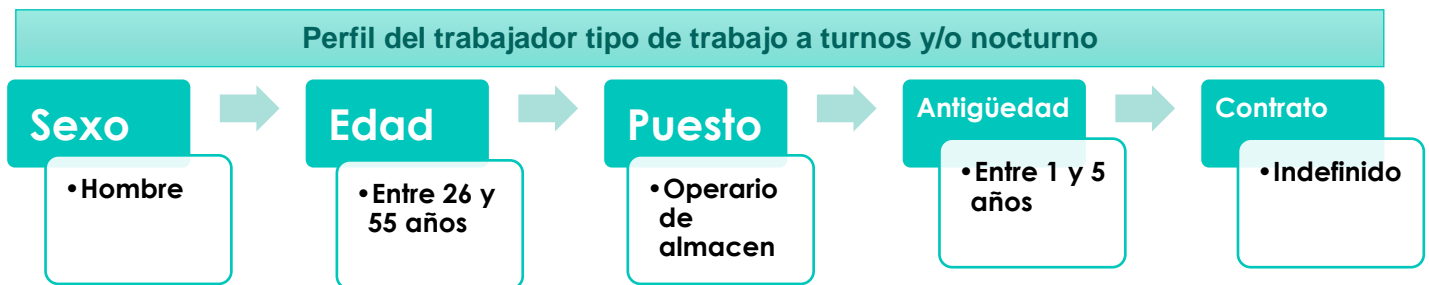 Perfil del trabajador tipo de trabajo a turnos y/o nocturno
Sexo
•Hombre
Edad
•Entre 26 y
55 años
Puesto
•Operario
de
almacen
Antigüedad
•Entre 1 y 5
años
Contrato
•Indefinido